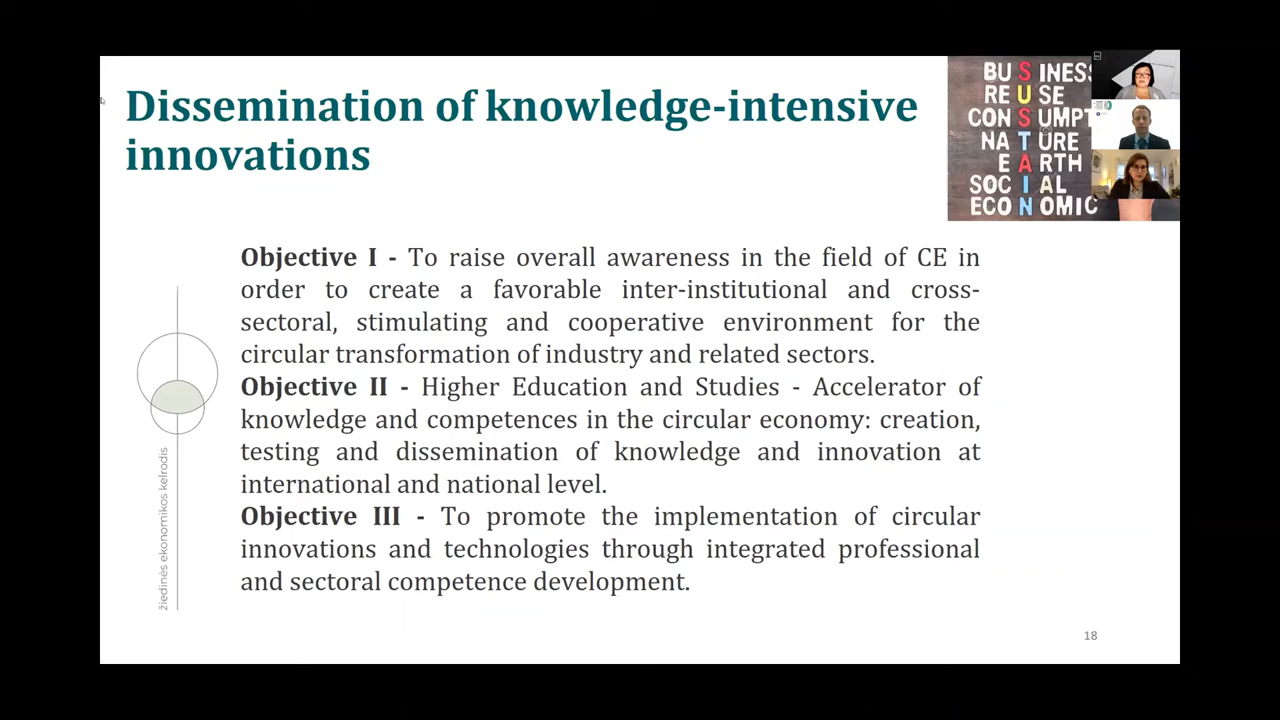 Dissemination of knowledge-intensive
innovations
BUSINESS
REUSE
CONSUMPT
NATURE
EARTH
SOCIAL
ECONOMIC
Objective I - To raise overall awareness in the field of CE in
order to create a favorable inter-institutional and cross-
sectoral, stimulating and cooperative environment for the
circular transformation of industry and related sectors.
Objective II - Higher Education and Studies - Accelerator of
knowledge and competences in the circular economy: creation,
testing and dissemination of knowledge and innovation at
international and national level.
Objective III - To promote the implementation of circular
innovations and technologies through integrated professional
and sectoral competence development.
žiedinės ekonomikos kelrodis
18